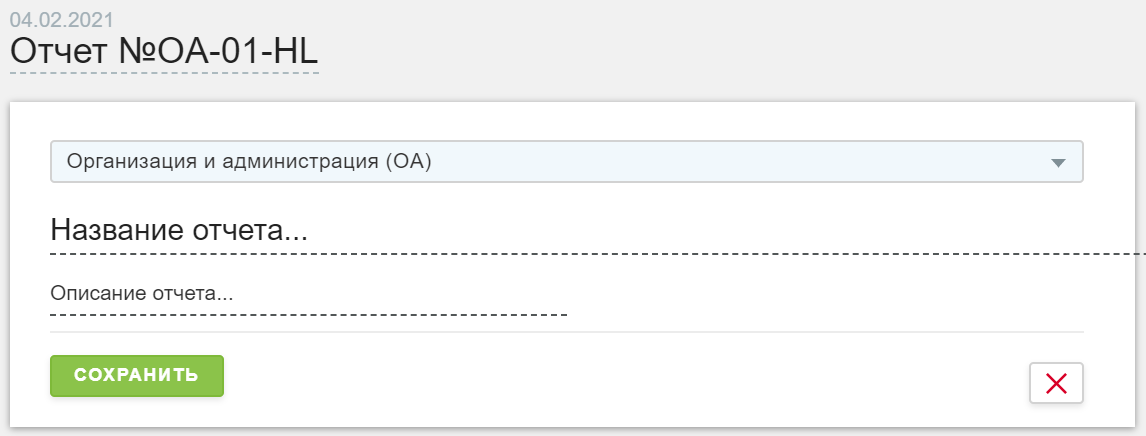 04.02.2021
Отчет №OA-01-HL
Организация и администрация (ОА)
Название отчета...
Описание отчета...
СОХРАНИТЬ